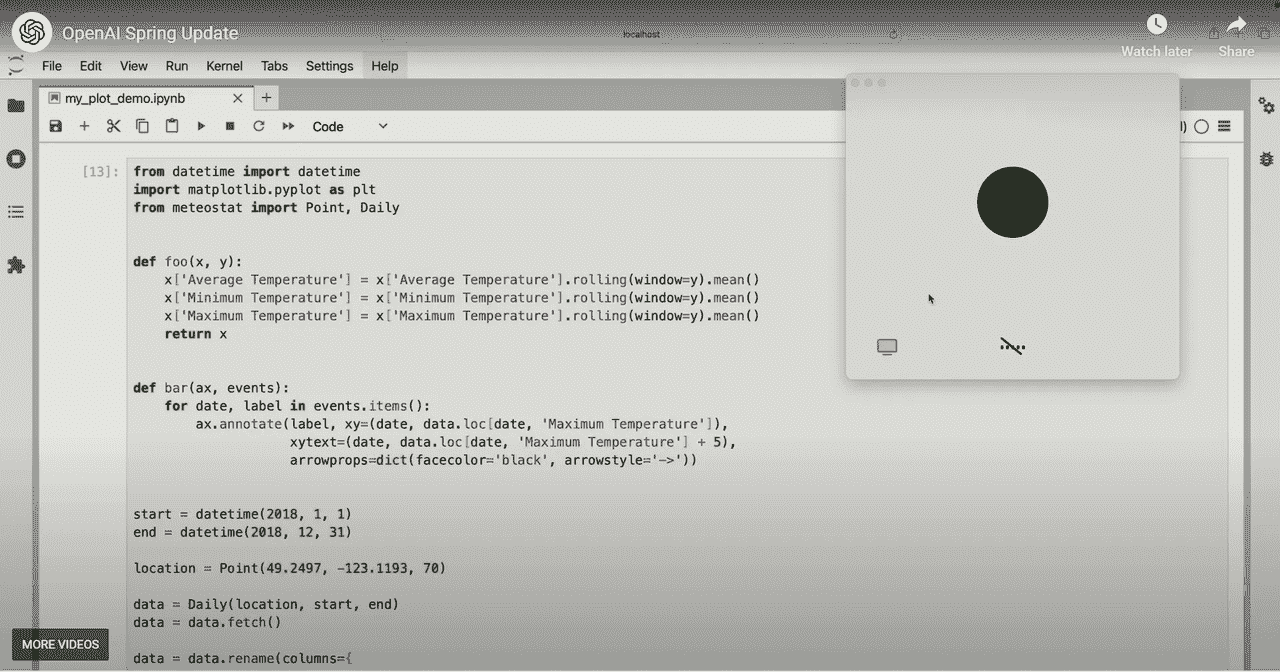 OpenAI Spring Update
localhost
Watch later
Share
File Edit View Run Kernel Tabs Settings Help
my_plot_demo.ipynb
Code
[13]:
from datetime import datetime
import matplotlib.pyplot as plt
from meteostat import Point, Daily
def foo(x, y):
x['Average Temperature'] = x['Average Temperature'].rolling(window=y).mean()
x['Minimum Temperature'] = x['Minimum Temperature'].rolling(window=y).mean()
x['Maximum Temperature'] = x['Maximum Temperature'].rolling(window=y).mean()
return x
def bar(ax, events):
for date, label in events.items():
ax.annotate(label, xy=(date, data.loc[date, 'Maximum Temperature']),
xytext=(date, data.loc[date, 'Maximum Temperature'] + 5),
arrowprops=dict(facecolor='black', arrowstyle='->'))
start = datetime(2018, 1, 1)
end = datetime(2018, 12, 31)
location = Point(49.2497, -123.1193, 70)
data = Daily(location, start, end)
data = data.fetch()
data = data.rename(columns={
MORE VIDEOS